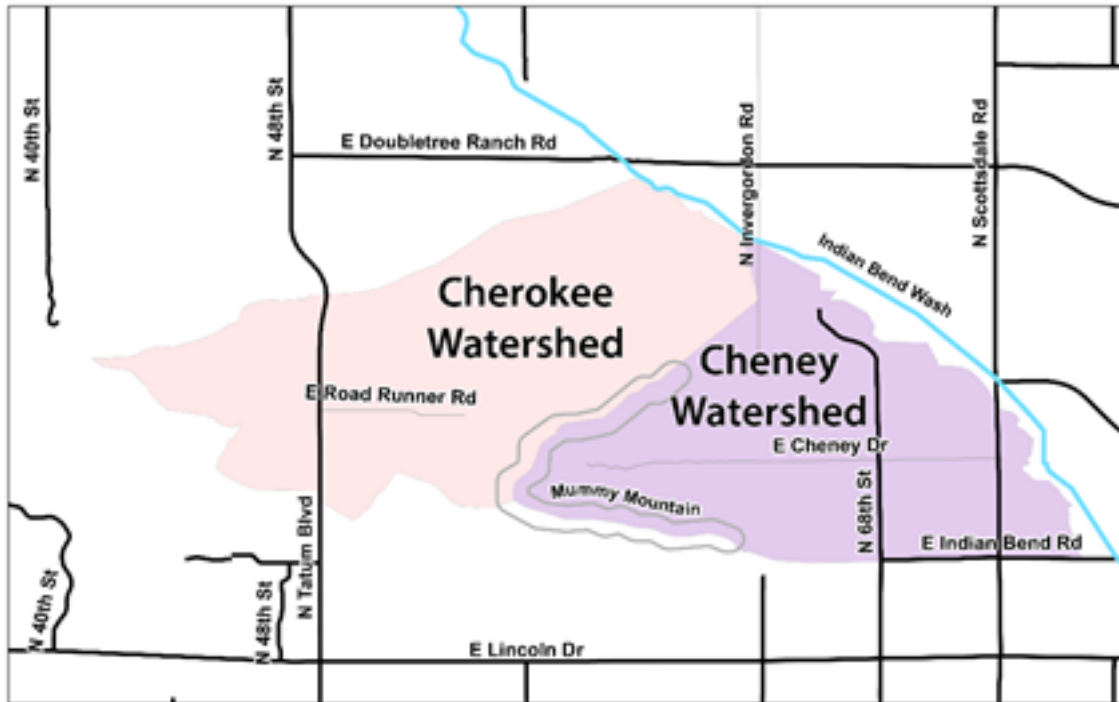 N 40th St
N 48th St
E Doubletree Ranch Rd
N Invergordon Rd
N Scottsdale Rd
Indian Bend Wash
Cherokee
Watershed
Cheney
Watershed
E Road Runner Rd
E Cheney Dr
Mummy Mountain
N Tatum Blvd
N 68th St
E Indian Bend Rd
N 40th St
N 48th St
E Lincoln Dr